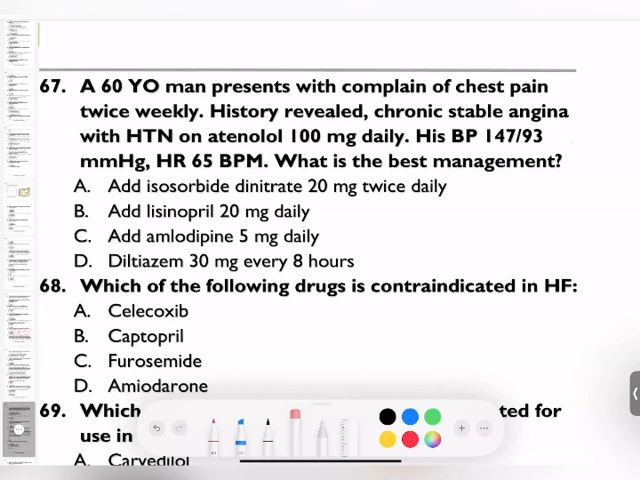 67. A 60 YO man presents with complain of chest pain
twice weekly. History revealed, chronic stable angina
with HTN on atenolol 100 mg daily. His BP 147/93
mmHg, HR 65 BPM. What is the best management?
A. Add isosorbide dinitrate 20 mg twice daily
B. Add lisinopril 20 mg daily
C. Add amlodipine 5 mg daily
D. Diltiazem 30 mg every 8 hours
68. Which of the following drugs is contraindicated in HF:
A. Celecoxib
B. Captopril
C. Furosemide
D. Amiodarone
69. Which ted for
use in
A. Carvedilol